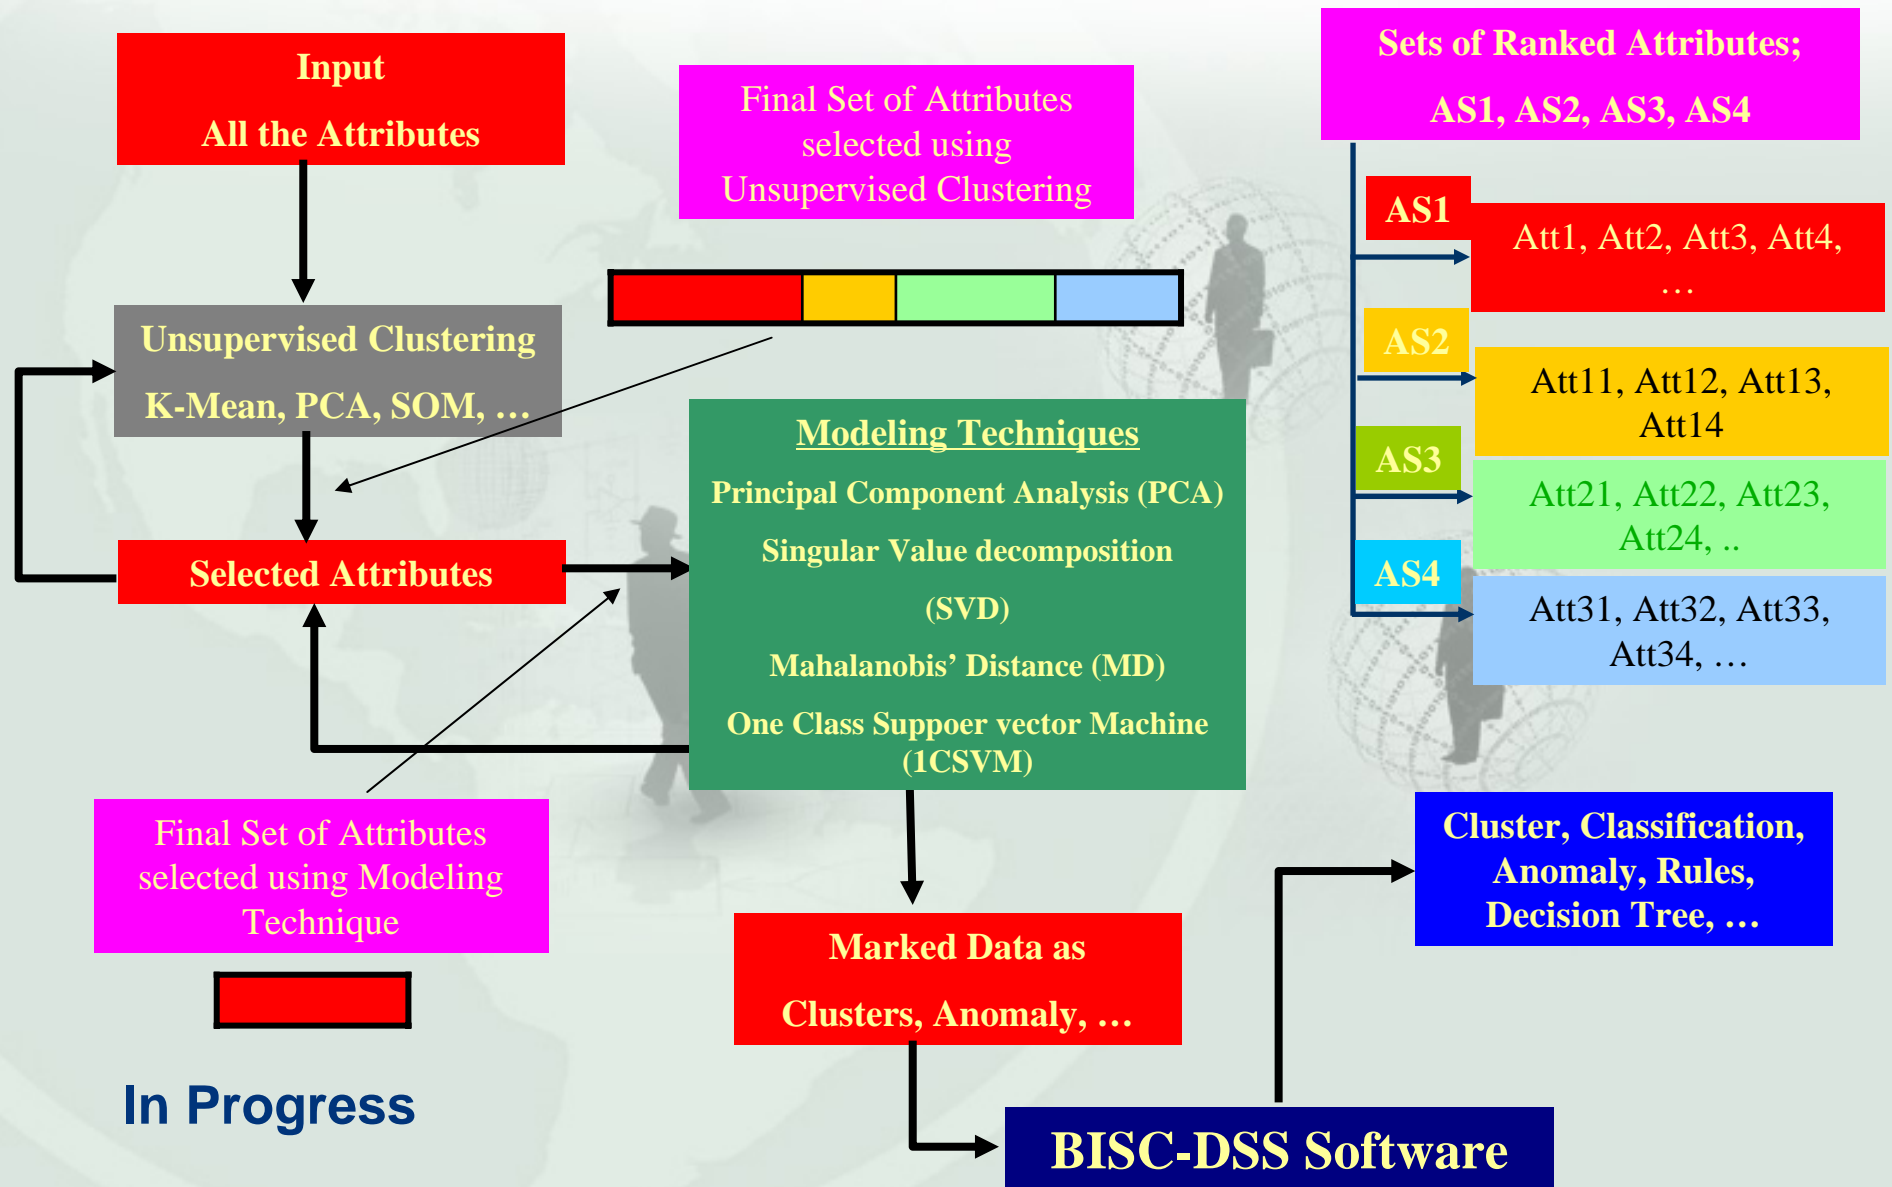 Input
All the Attributes
Final Set of Attributes
selected using
Unsupervised Clustering
Sets of Ranked Attributes;
AS1, AS2, AS3, AS4
AS1
Att1, Att2, Att3, Att4,
…
AS2
Att11, Att12, Att13,
Att14
AS3
Att21, Att22, Att23,
Att24, ..
AS4
Att31, Att32, Att33,
Att34, …
Unsupervised Clustering
K-Mean, PCA, SOM, …
Selected Attributes
Modeling Techniques
Principal Component Analysis (PCA)
Singular Value decomposition
(SVD)
Mahalanobis’ Distance (MD)
One Class Suppoer vector Machine
(1CSVM)
Final Set of Attributes
selected using Modeling
Technique
Cluster, Classification,
Anomaly, Rules,
Decision Tree, …
Marked Data as
Clusters, Anomaly, …
In Progress
BISC-DSS Software